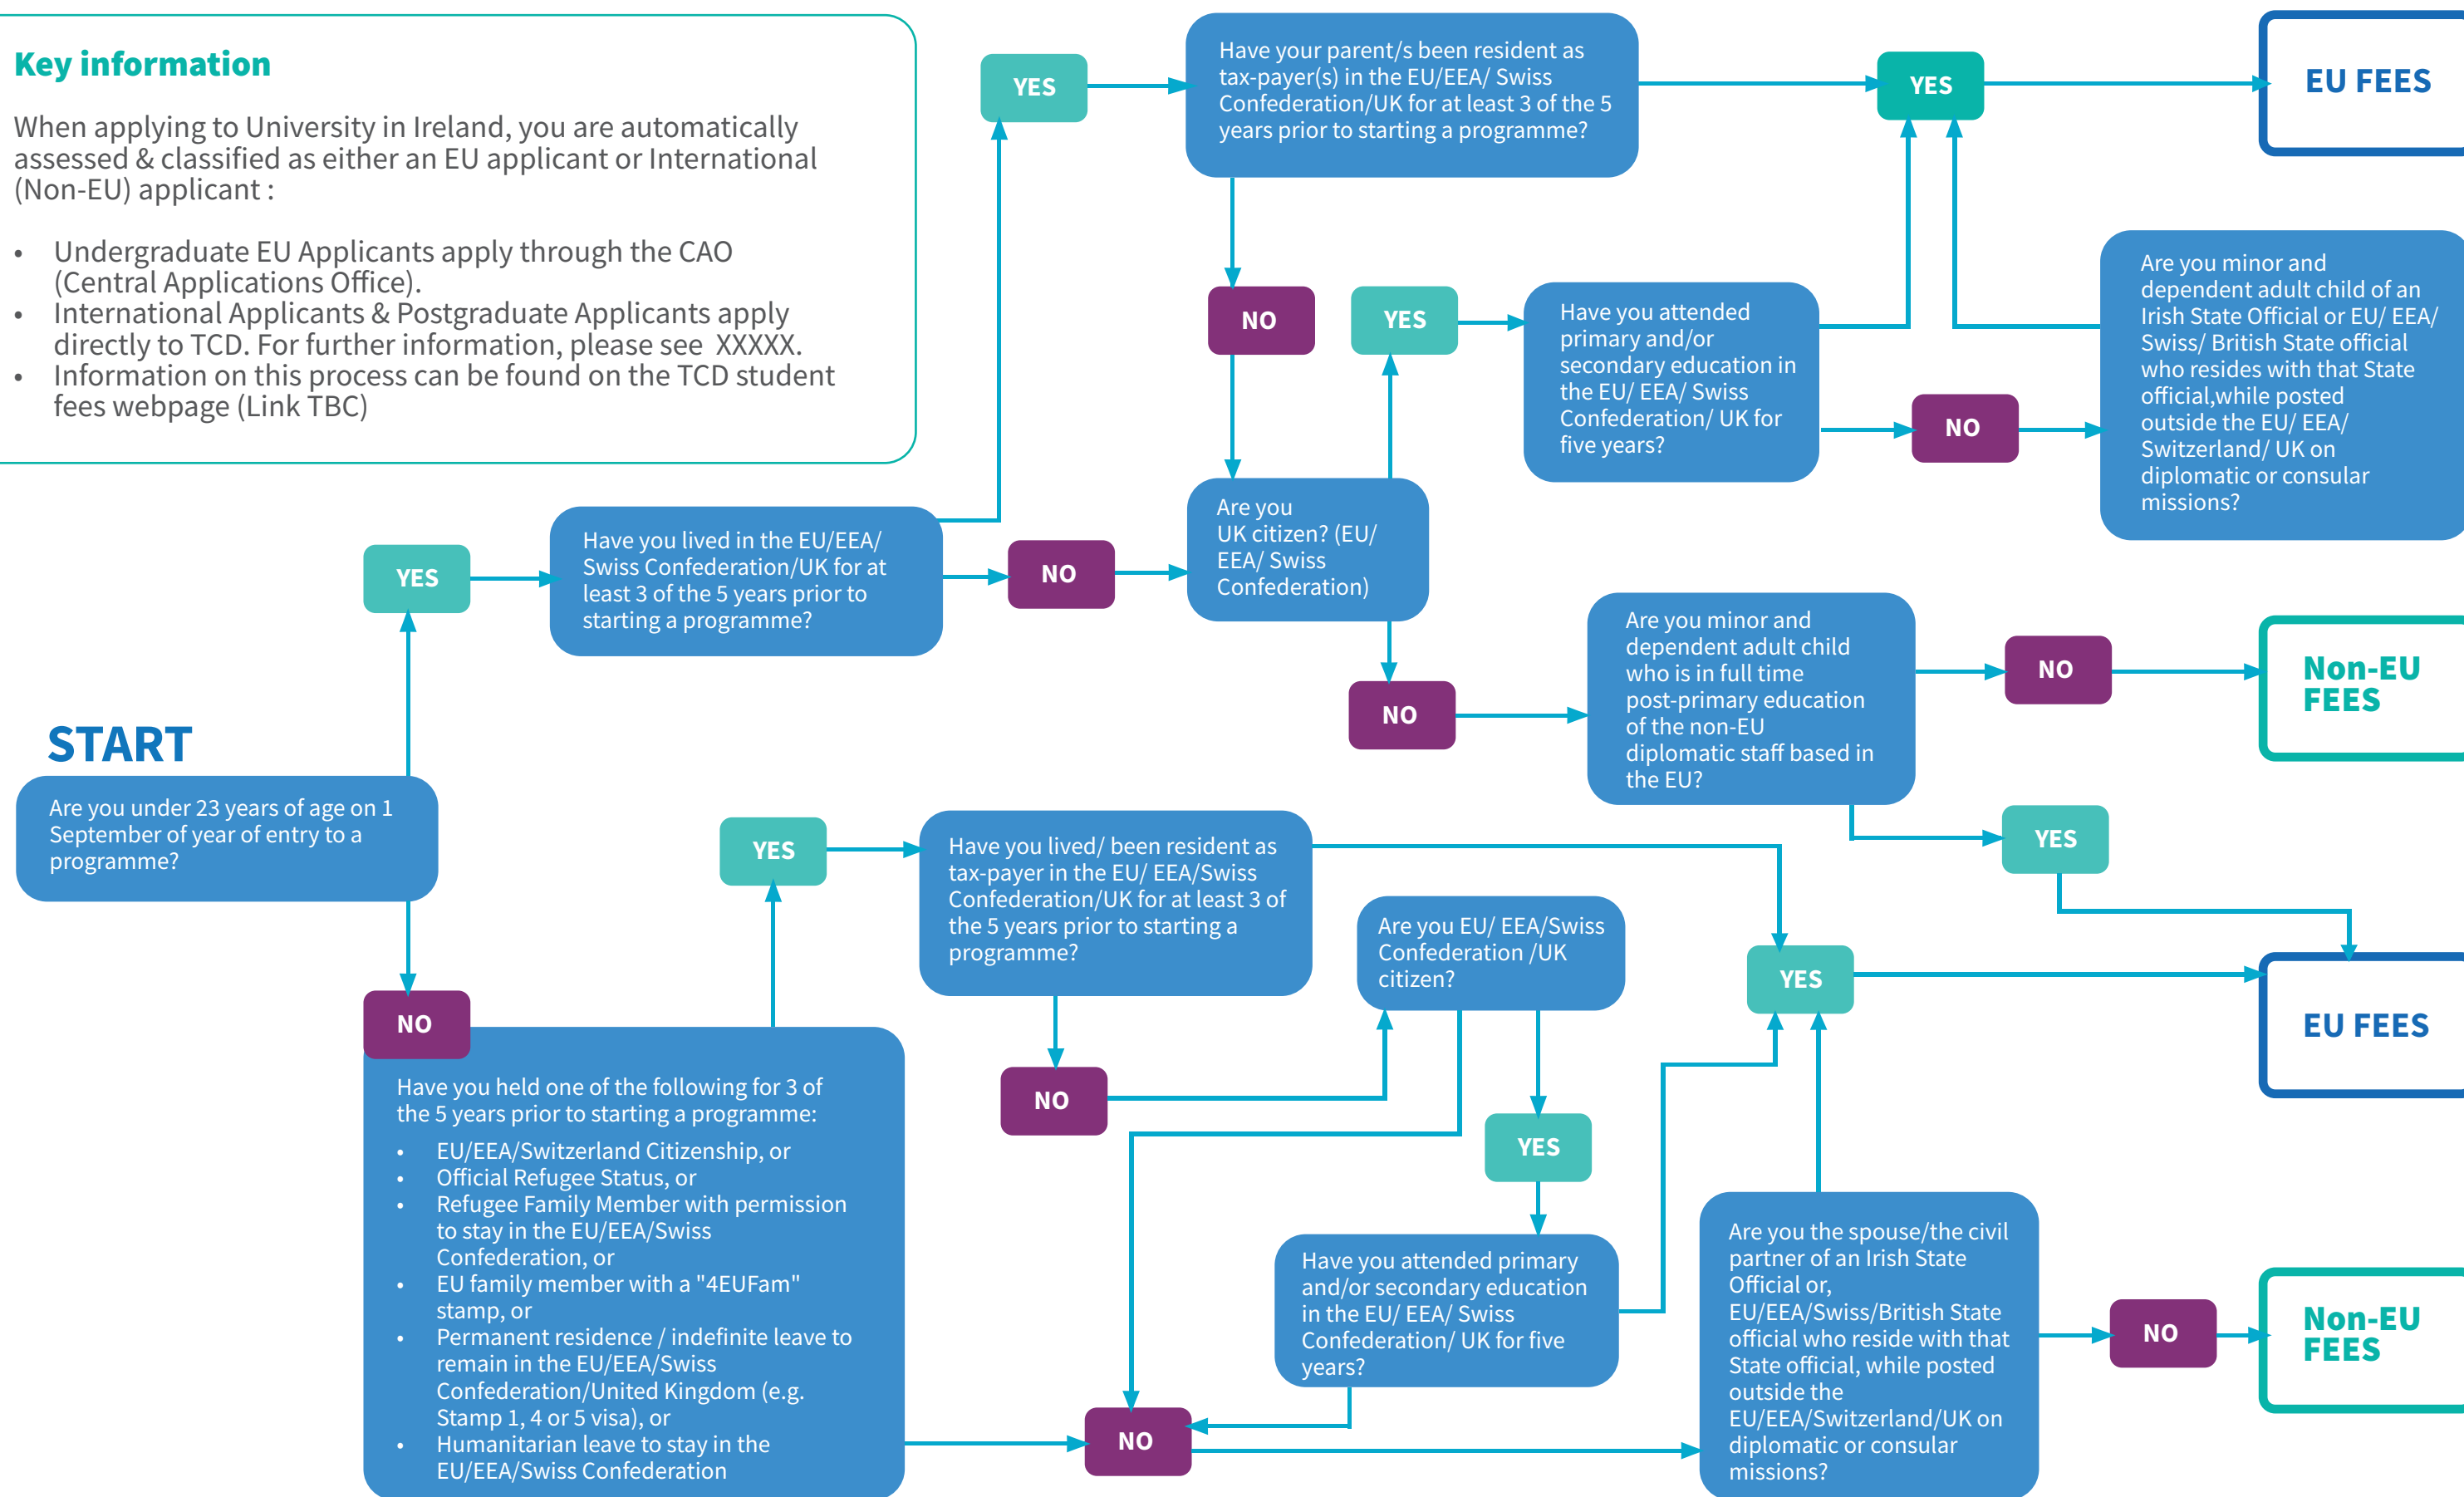 Key information
When applying to University in Ireland, you are automatically
assessed & classified as either an EU applicant or International
(Non-EU) applicant :
• Undergraduate EU Applicants apply through the CAO
(Central Applications Office).
• International Applicants & Postgraduate Applicants apply
directly to TCD. For further information, please see XXXXX.
• Information on this process can be found on the TCD student
fees webpage (Link TBC)
YES
Have your parent/s been resident as
tax-payer(s) in the EU/EEA/ Swiss
Confederation/UK for at least 3 of the 5
years prior to starting a programme?
YES
EU FEES
NO
YES
Have you attended
primary and/or
secondary education in
the EU/ EEA/ Swiss
Confederation/ UK for
five years?
NO
Are you minor and
dependent adult child of an
Irish State Official or EU/ EEA/
Swiss/ British State official
who resides with that State
official,while posted
outside the EU/ EEA/
Switzerland/ UK on
diplomatic or consular
missions?
YES
Have you lived in the EU/EEA/
Swiss Confederation/UK for at
least 3 of the 5 years prior to
starting a programme?
NO
Are you
UK citizen? (EU/
EEA/ Swiss
Confederation)
NO
Are you minor and
dependent adult child
who is in full time
post-primary education
of the non-EU
diplomatic staff based in
the EU?
NO
Non-EU
FEES
YES
START
Are you under 23 years of age on 1
September of year of entry to a
programme?
NO
YES
Have you lived/ been resident as
tax-payer in the EU/ EEA/Swiss
Confederation/UK for at least 3 of
the 5 years prior to starting a
programme?
NO
Are you EU/ EEA/Swiss
Confederation /UK
citizen?
YES
YES
EU FEES
Have you held one of the following for 3 of
the 5 years prior to starting a programme:
• EU/EEA/Switzerland Citizenship, or
• Official Refugee Status, or
• Refugee Family Member with permission
to stay in the EU/EEA/Swiss
Confederation, or
• EU family member with a "4EUFam"
stamp, or
• Permanent residence / indefinite leave to
remain in the EU/EEA/Swiss
Confederation/United Kingdom (e.g.
Stamp 1, 4 or 5 visa), or
• Humanitarian leave to stay in the
EU/EEA/Swiss Confederation
Have you attended primary
and/or secondary education
in the EU/ EEA/ Swiss
Confederation/ UK for five
years?
NO
Are you the spouse/the civil
partner of an Irish State
Official or,
EU/EEA/Swiss/British State
official who reside with that
State official, while posted
outside the
EU/EEA/Switzerland/UK on
diplomatic or consular
missions?
NO
Non-EU
FEES